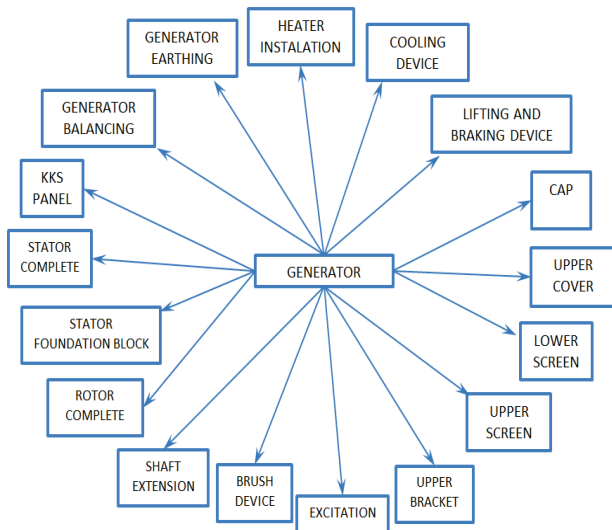 HEATER
INSTALATION
GENERATOR
EARTHING
COOLING
DEVICE
GENERATOR
BALANCING
LIFTING AND
BRAKING DEVICE
KKS
PANEL
CAP
STATOR
COMPLETE
GENERATOR
UPPER
COVER
STATOR
FOUNDATION BLOCK
LOWER
SCREEN
ROTOR
COMPLETE
UPPER
SCREEN
SHAFT
EXTENSION
BRUSH
DEVICE
EXCITATION
UPPER
BRACKET